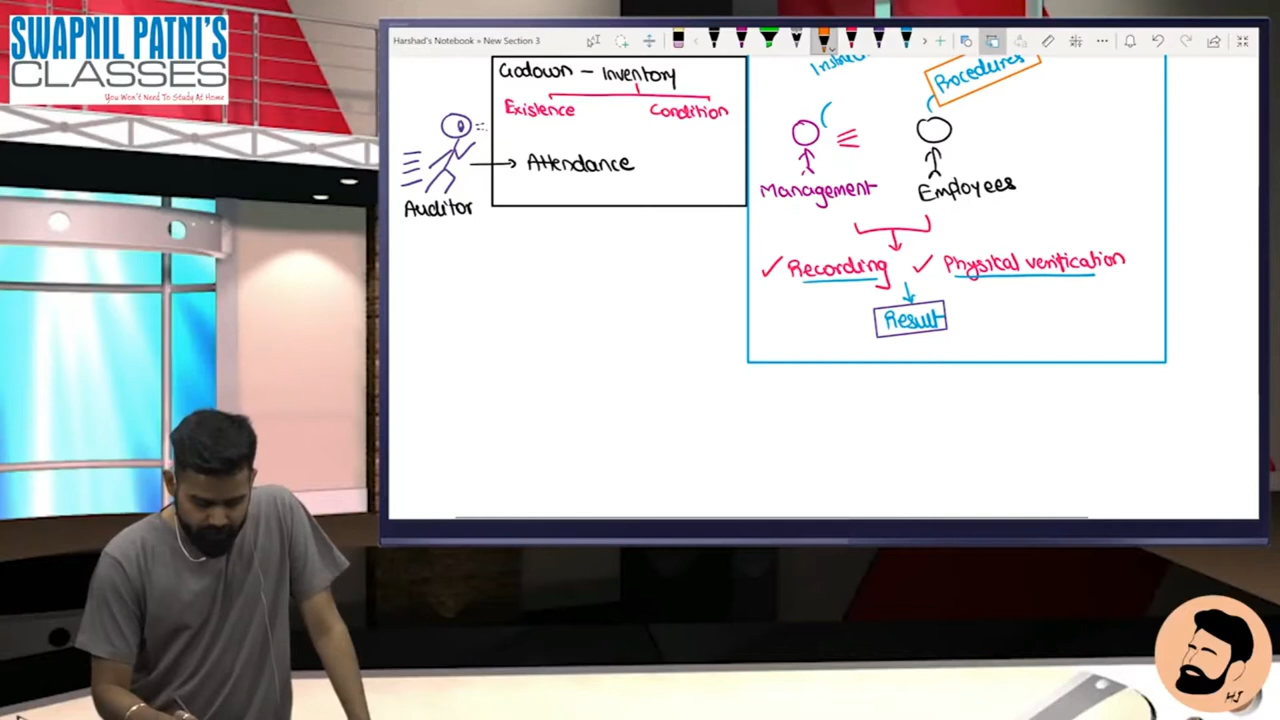 SWAPNIL PATNI'S
CLASSES
You Won't Need To Study At Home
Harshad's Notebook » New Section 3
Godown - Inventory
Existence
Condition
Attendance
Auditor
Procedures
Management
Employees
✓ Recording
✓ Physical verification
Result
HJ